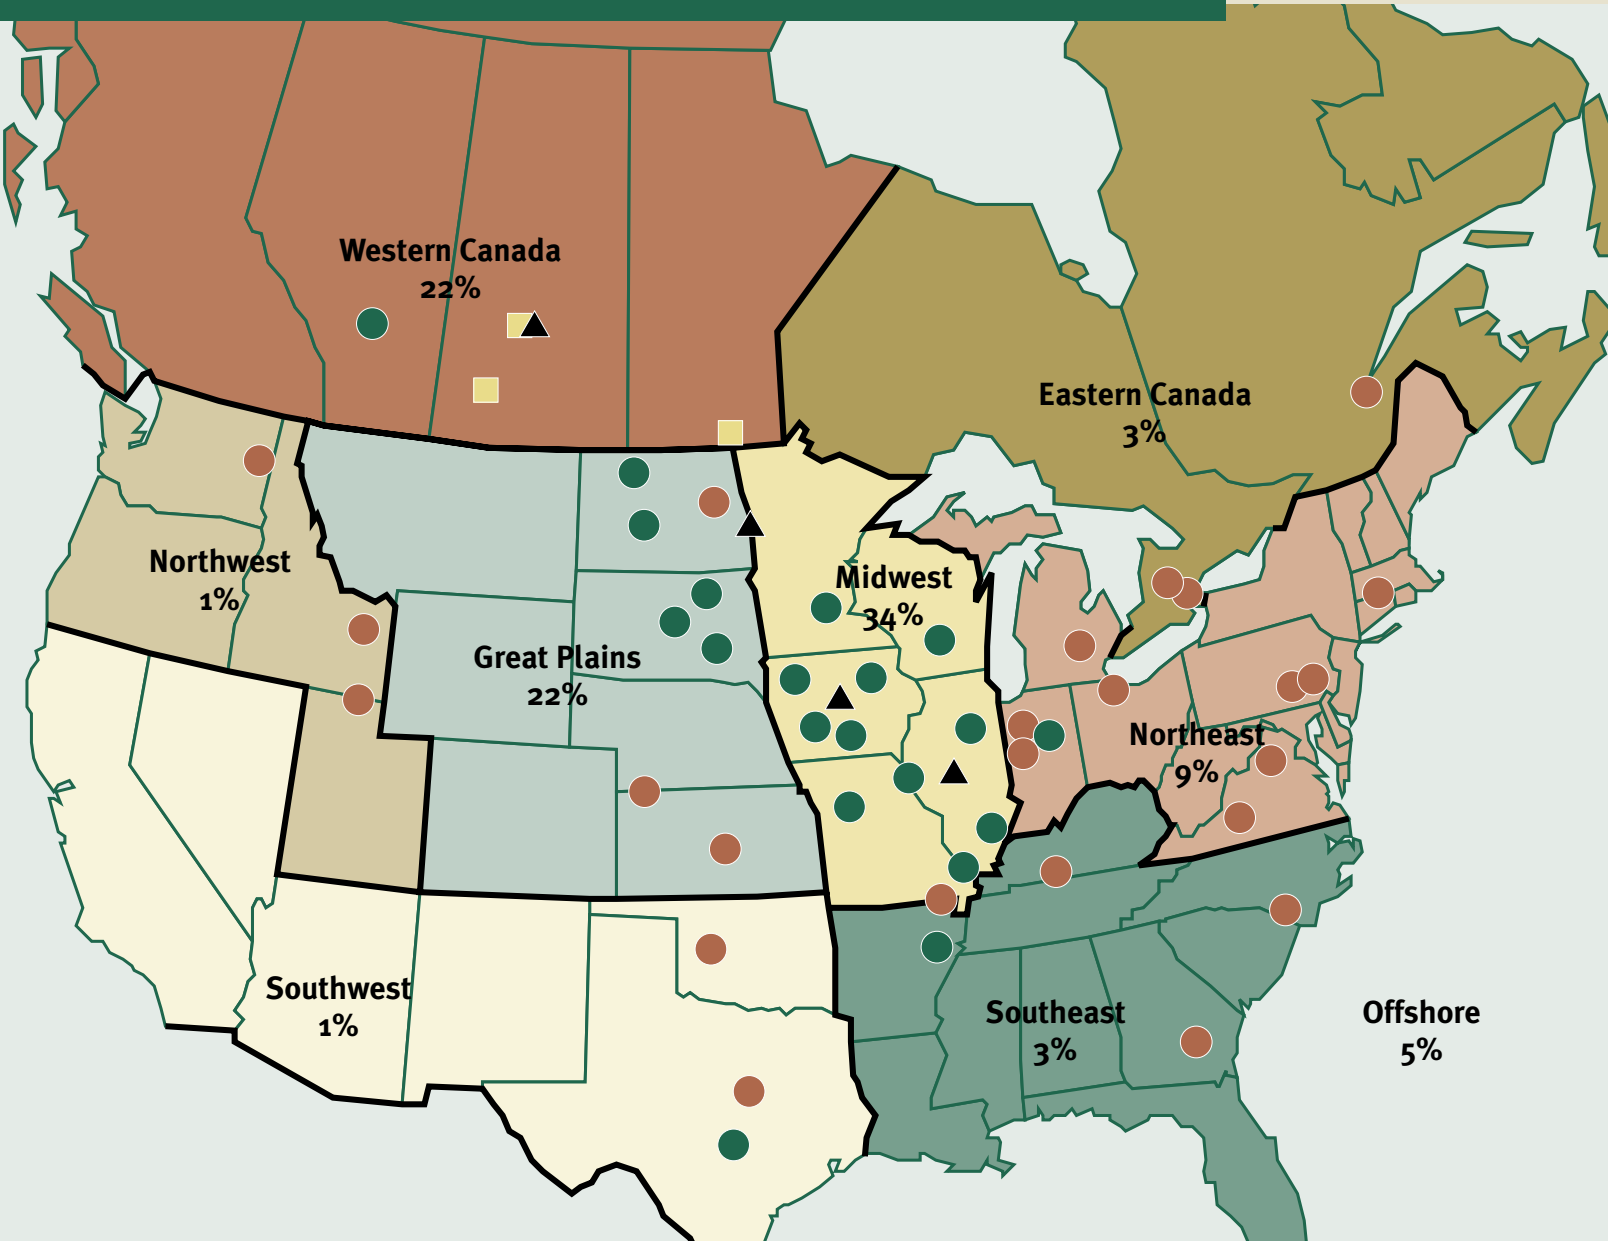 Western Canada
22%
Eastern Canada
3%
Northwest
1%
Midwest
34%
Great Plains
22%
Northeast
9%
Southwest
1%
Southeast
3%
Offshore
5%